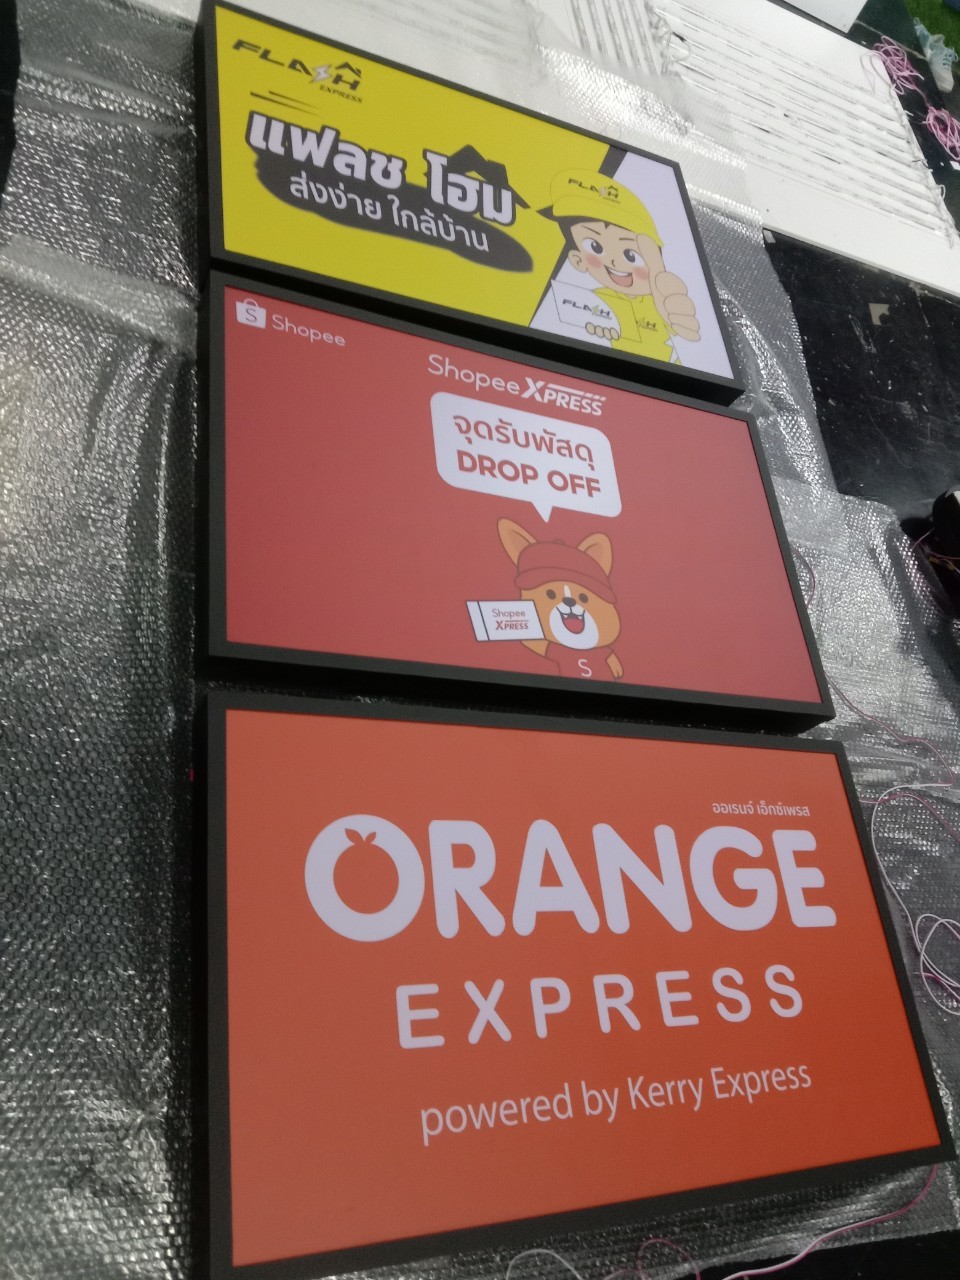 FLASH
EXPRESS
แฟลช โฮม
ส่งง่าย ใกล้บ้าน
FLASH
FLASH
Shopee
Shopee XPRESS
จุดรับพัสดุ
DROP OFF
Shopee
XPRESS
S
ออเรนจ์ เอ็กซ์เพรส
ORANGE
EXPRESS
powered by Kerry Express